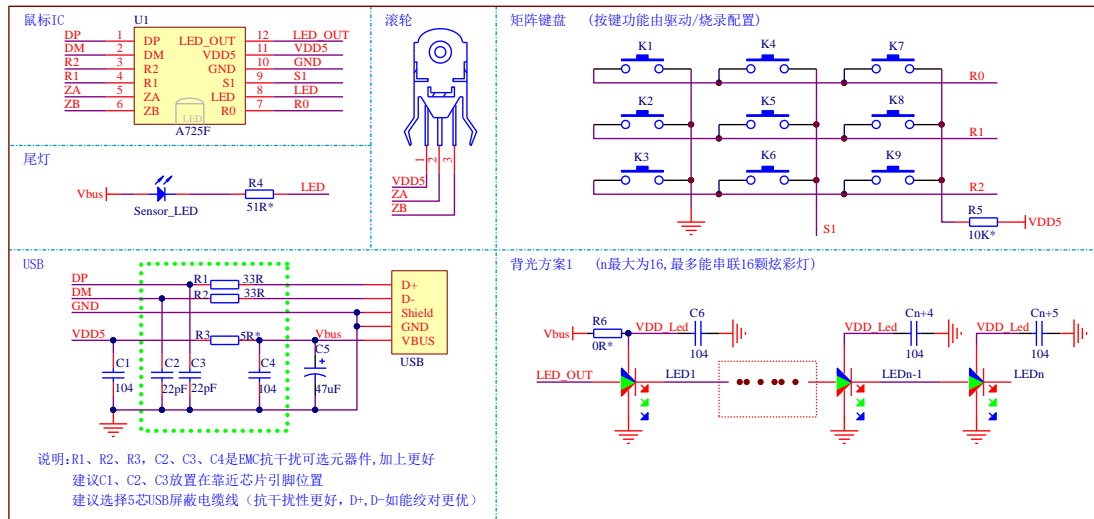 鼠标IC
U1
DP 1 DP LED_OUT 12 LED_OUT
DM 2 DM VDD5 11 VDD5
R2 3 R2 GND 10 GND
R1 4 R1 S1 9 S1
ZA 5 ZA LED 8 LED
ZB 6 ZB R0 7 R0
LED
A725F
尾灯
Vbus
Sensor_LED
R4
51R*
LED
滚轮
1 2 3
VDD5
ZA
ZB
矩阵键盘 (按键功能由驱动/烧录配置)
K1 K4 K7
R0
K2 K5 K8
R1
K3 K6 K9
R2
S1
R5
10K*
VDD5
USB
DP R1 33R D+
DM R2 33R D-
GND Shield
GND
VDD5 R3 5R* Vbus VBUS
USB
C1
104
C2
22pF
C3
22pF
C4
104
C5
+
47uF
说明:R1、R2、R3, C2、C3、C4是EMC抗干扰可选元器件,加上更好
建议C1、C2、C3放置在靠近芯片引脚位置
建议选择5芯USB屏蔽电缆线（抗干扰性更好, D+,D-如能绞对更优）
背光方案1 (n最大为16,最多能串联16颗炫彩灯)
Vbus
R6
0R*
VDD_Led
C6
104
VDD_Led
Cn+4
104
VDD_Led
Cn+5
104
LED_OUT LED1 LEDn-1 LEDn